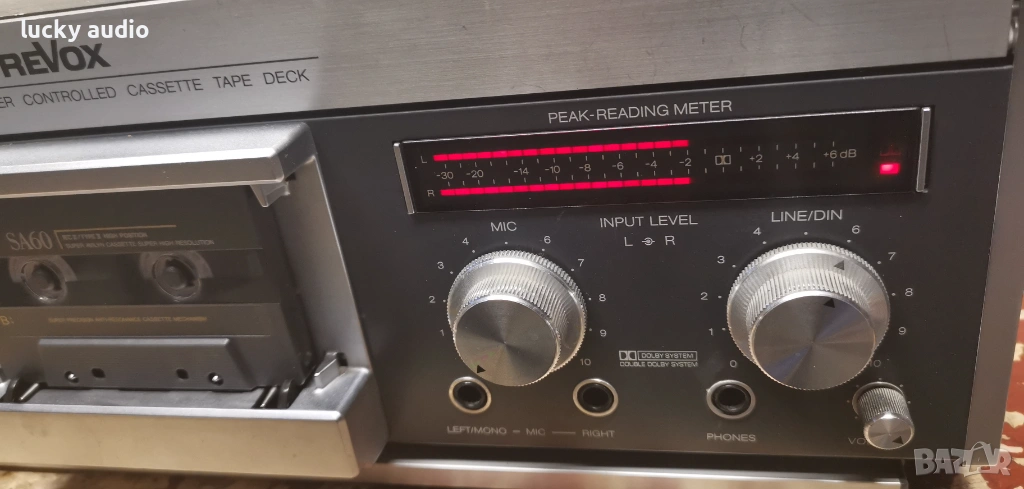 lucky audio
REVOX
ER CONTROLLED CASSETTE TAPE DECK
PEAK-READING METER
L
-30 -20 -14 -10 -8 -6 -4 -2 +2 +4 +6 dB
R
MIC
INPUT LEVEL
L R
LINE/DIN
4 6
3 7
2 8
1 9
10
4 6
3 7
2 8
1 9
0 10
SA60
B:
DOLBY SYSTEM
DOUBLE DOLBY SYSTEM
LEFT/MONO – MIC — RIGHT
PHONES
VO
BAZAR